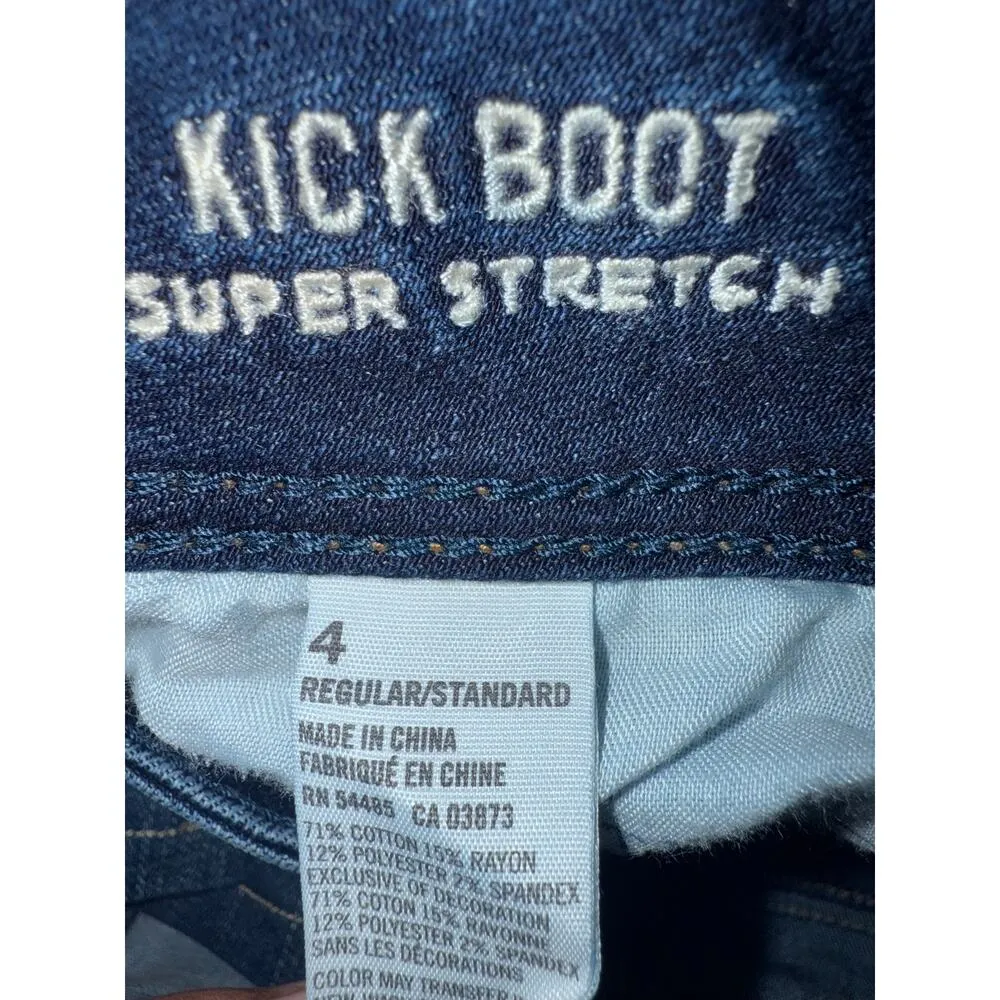 KICK BOOT
SUPER STRETCH
4
REGULAR/STANDARD
MADE IN CHINA
FABRIQUÉ EN CHINE
RN 54485 CA 03873
71% COTTON 15% RAYON
12% POLYESTER 2% SPANDEX
EXCLUSIVE OF DECORATION
71% COTON 15% RAYONNE
12% POLYESTER 2% SPANDEX
SANS LES DÉCORATIONS
COLOR MAY TRANSFER